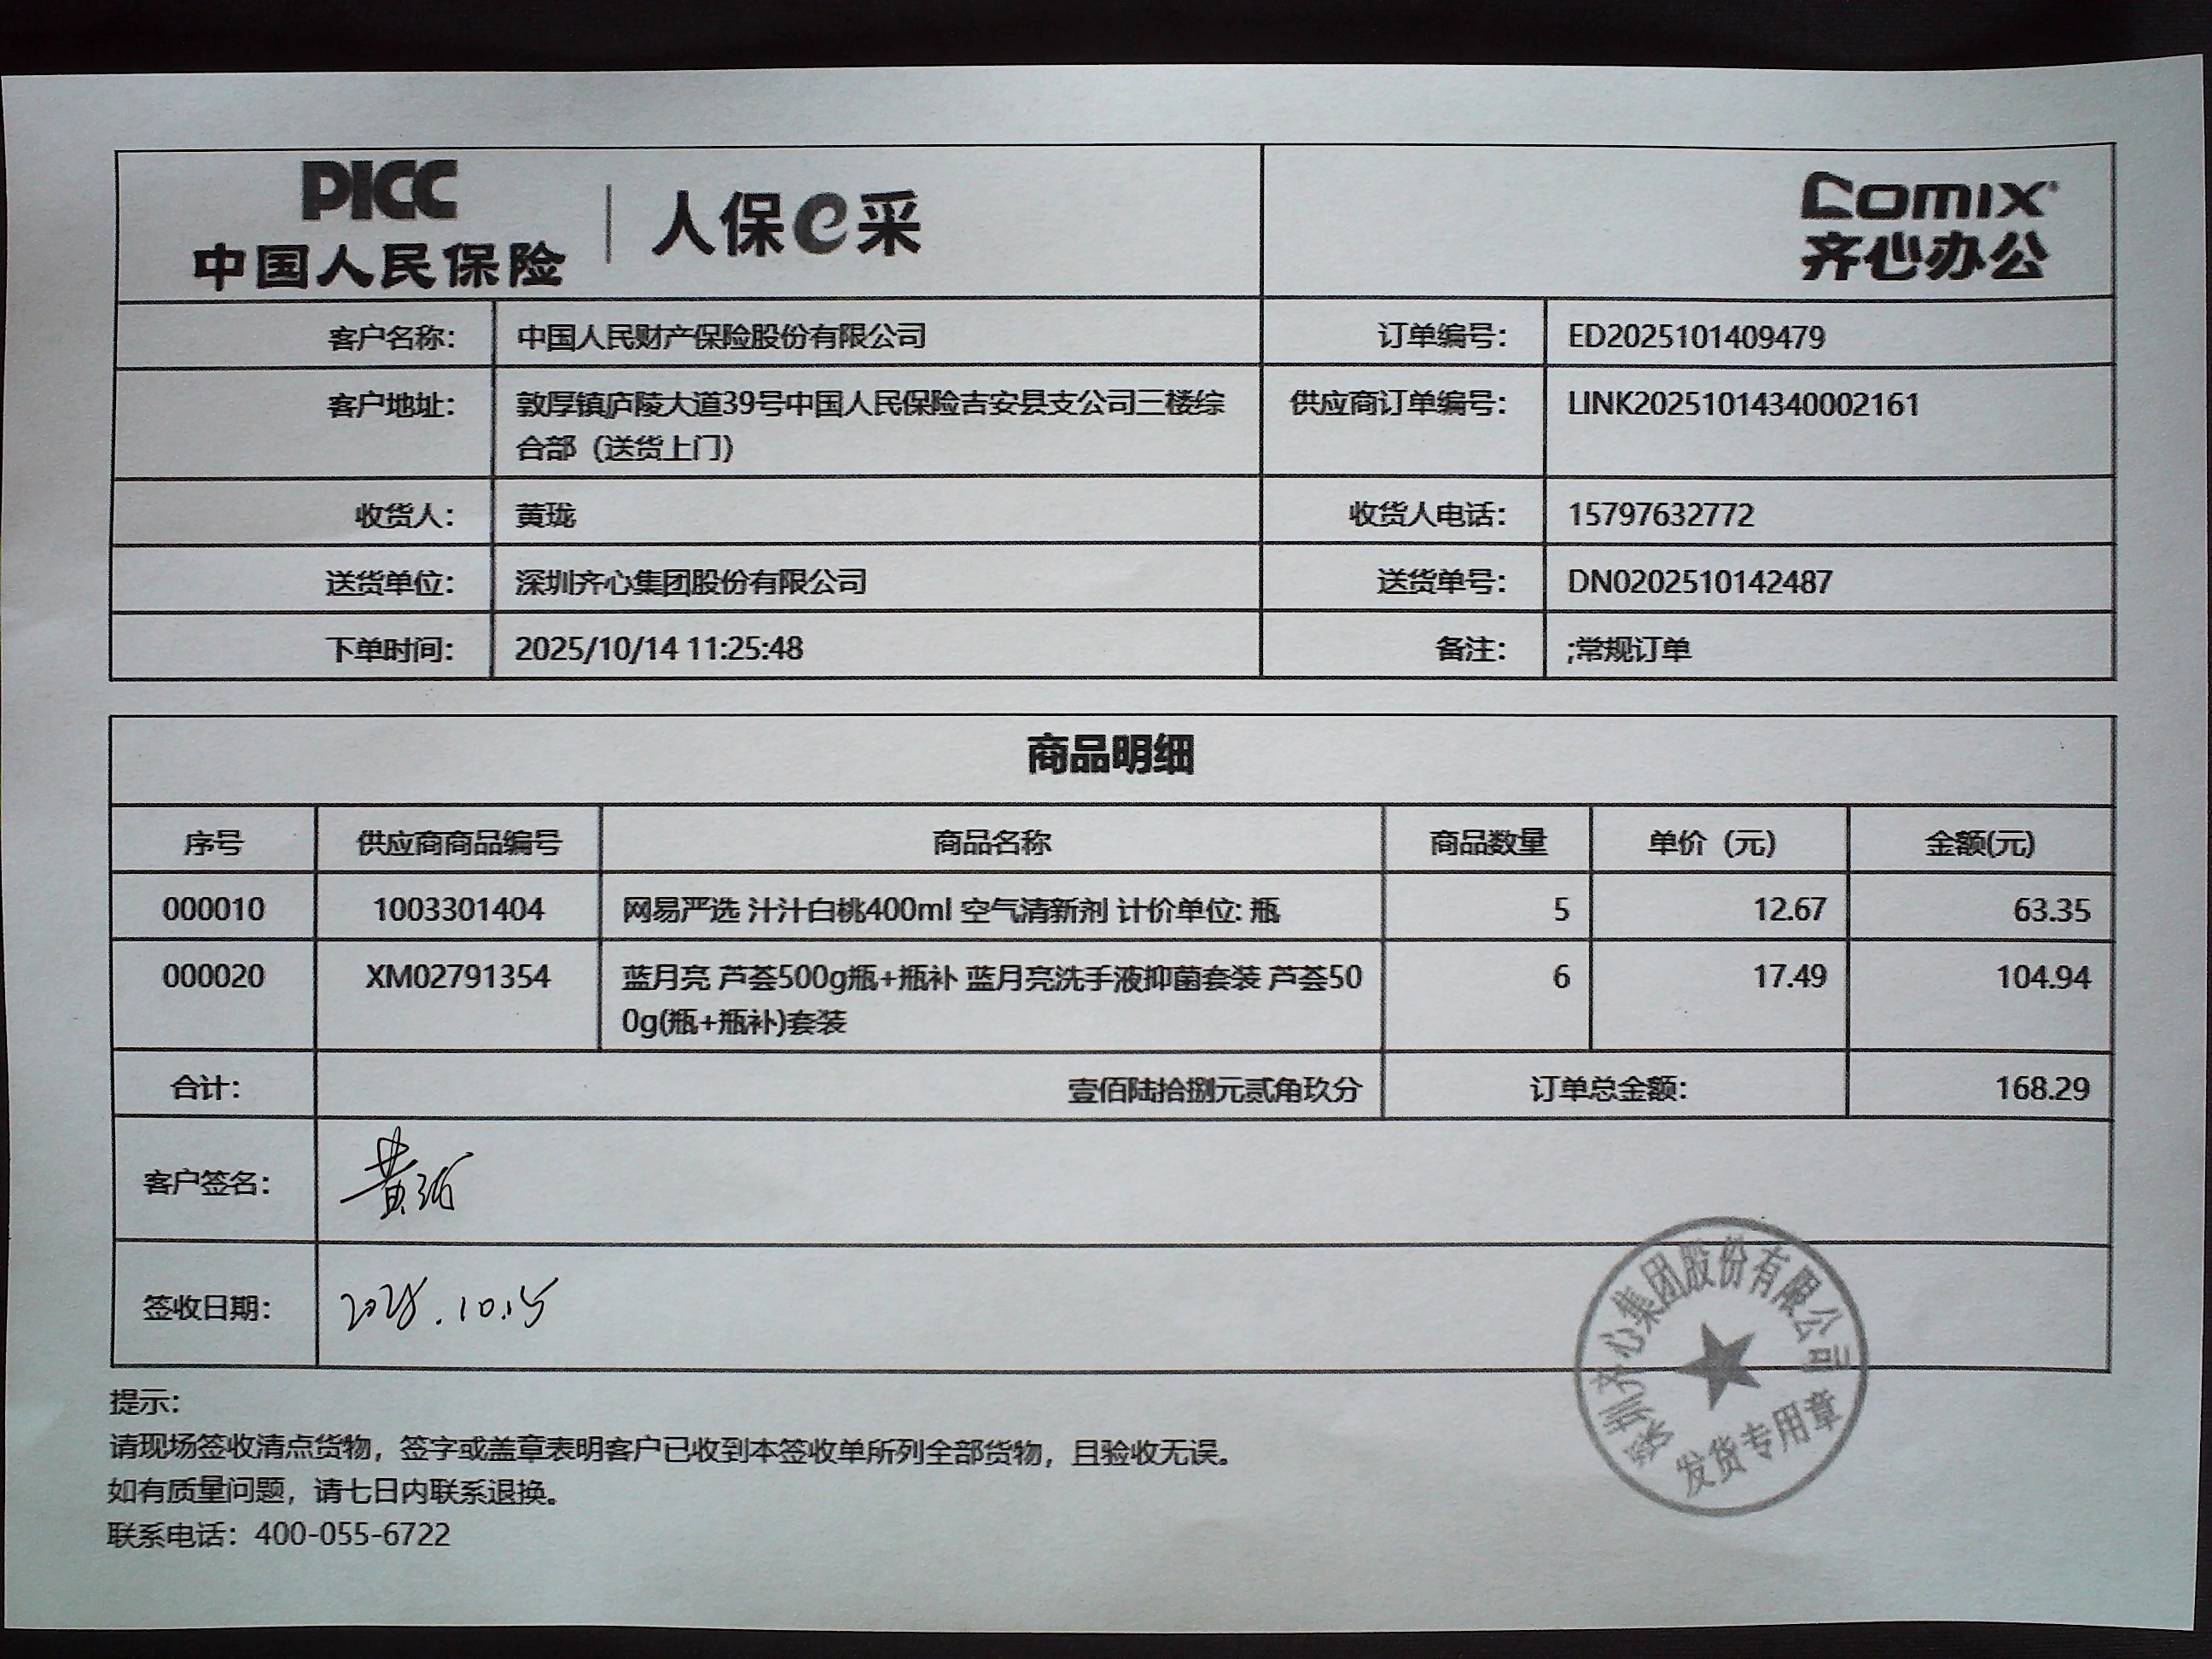 PICC
中国人民保险
人保e采
Comix
齐心办公
客户名称: 中国人民财产保险股份有限公司 订单编号: ED2025101409479
客户地址: 敦厚镇庐陵大道39号中国人民保险吉安县支公司三楼综 供应商订单编号: LINK20251014340002161
合部（送货上门）
收货人: 黄珑 收货人电话: 15797632772
送货单位: 深圳齐心集团股份有限公司 送货单号: DN0202510142487
下单时间: 2025/10/14 11:25:48 备注: ;常规订单
商品明细
序号 供应商商品编号 商品名称 商品数量 单价（元） 金额(元)
000010 1003301404 网易严选 汁汁白桃400ml 空气清新剂 计价单位: 瓶 5 12.67 63.35
000020 XM02791354 蓝月亮 芦荟500g瓶+瓶补 蓝月亮洗手液抑菌套装 芦荟50 6 17.49 104.94
0g(瓶+瓶补)套装
合计: 壹佰陆拾捌元贰角玖分 订单总金额: 168.29
客户签名: 黄珑
签收日期: 2025.10.15
深圳齐心集团股份有限公司
发货专用章
提示:
请现场签收清点货物，签字或盖章表明客户已收到本签收单所列全部货物，且验收无误。
如有质量问题，请七日内联系退换。
联系电话：400-055-6722